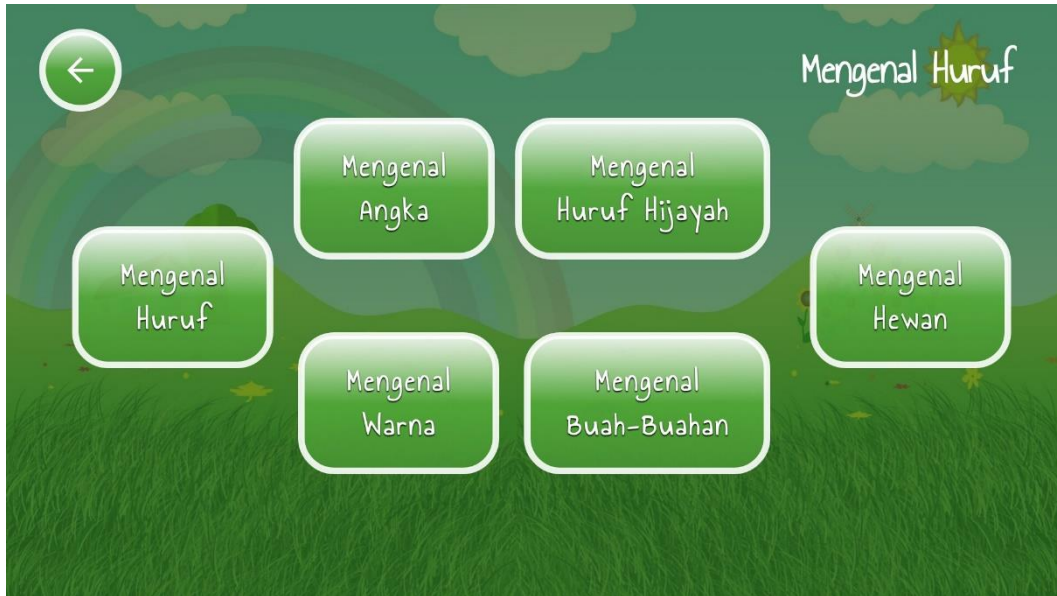 Mengenal Huruf
Mengenal
Angka
Mengenal
Huruf Hijayah
Mengenal
Huruf
Mengenal
Hewan
Mengenal
Warna
Mengenal
Buah-Buahan